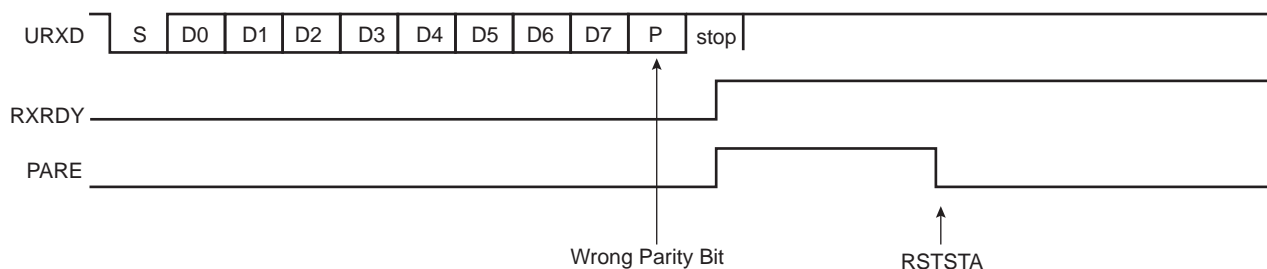 URXD S D0 D1 D2 D3 D4 D5 D6 D7 P stop
RXRDY
PARE
Wrong Parity Bit RSTSTA